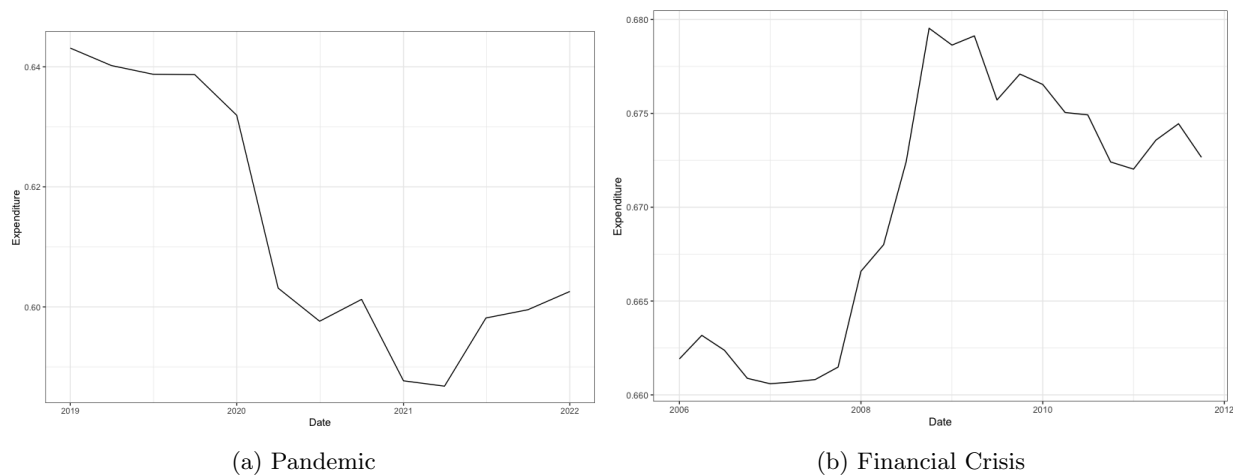 0.64
0.62
0.60
Expenditure
2019
2020
2021
2022
Date
(a) Pandemic
0.680
0.675
0.670
0.665
0.660
Expenditure
2006
2008
2010
2012
Date
(b) Financial Crisis